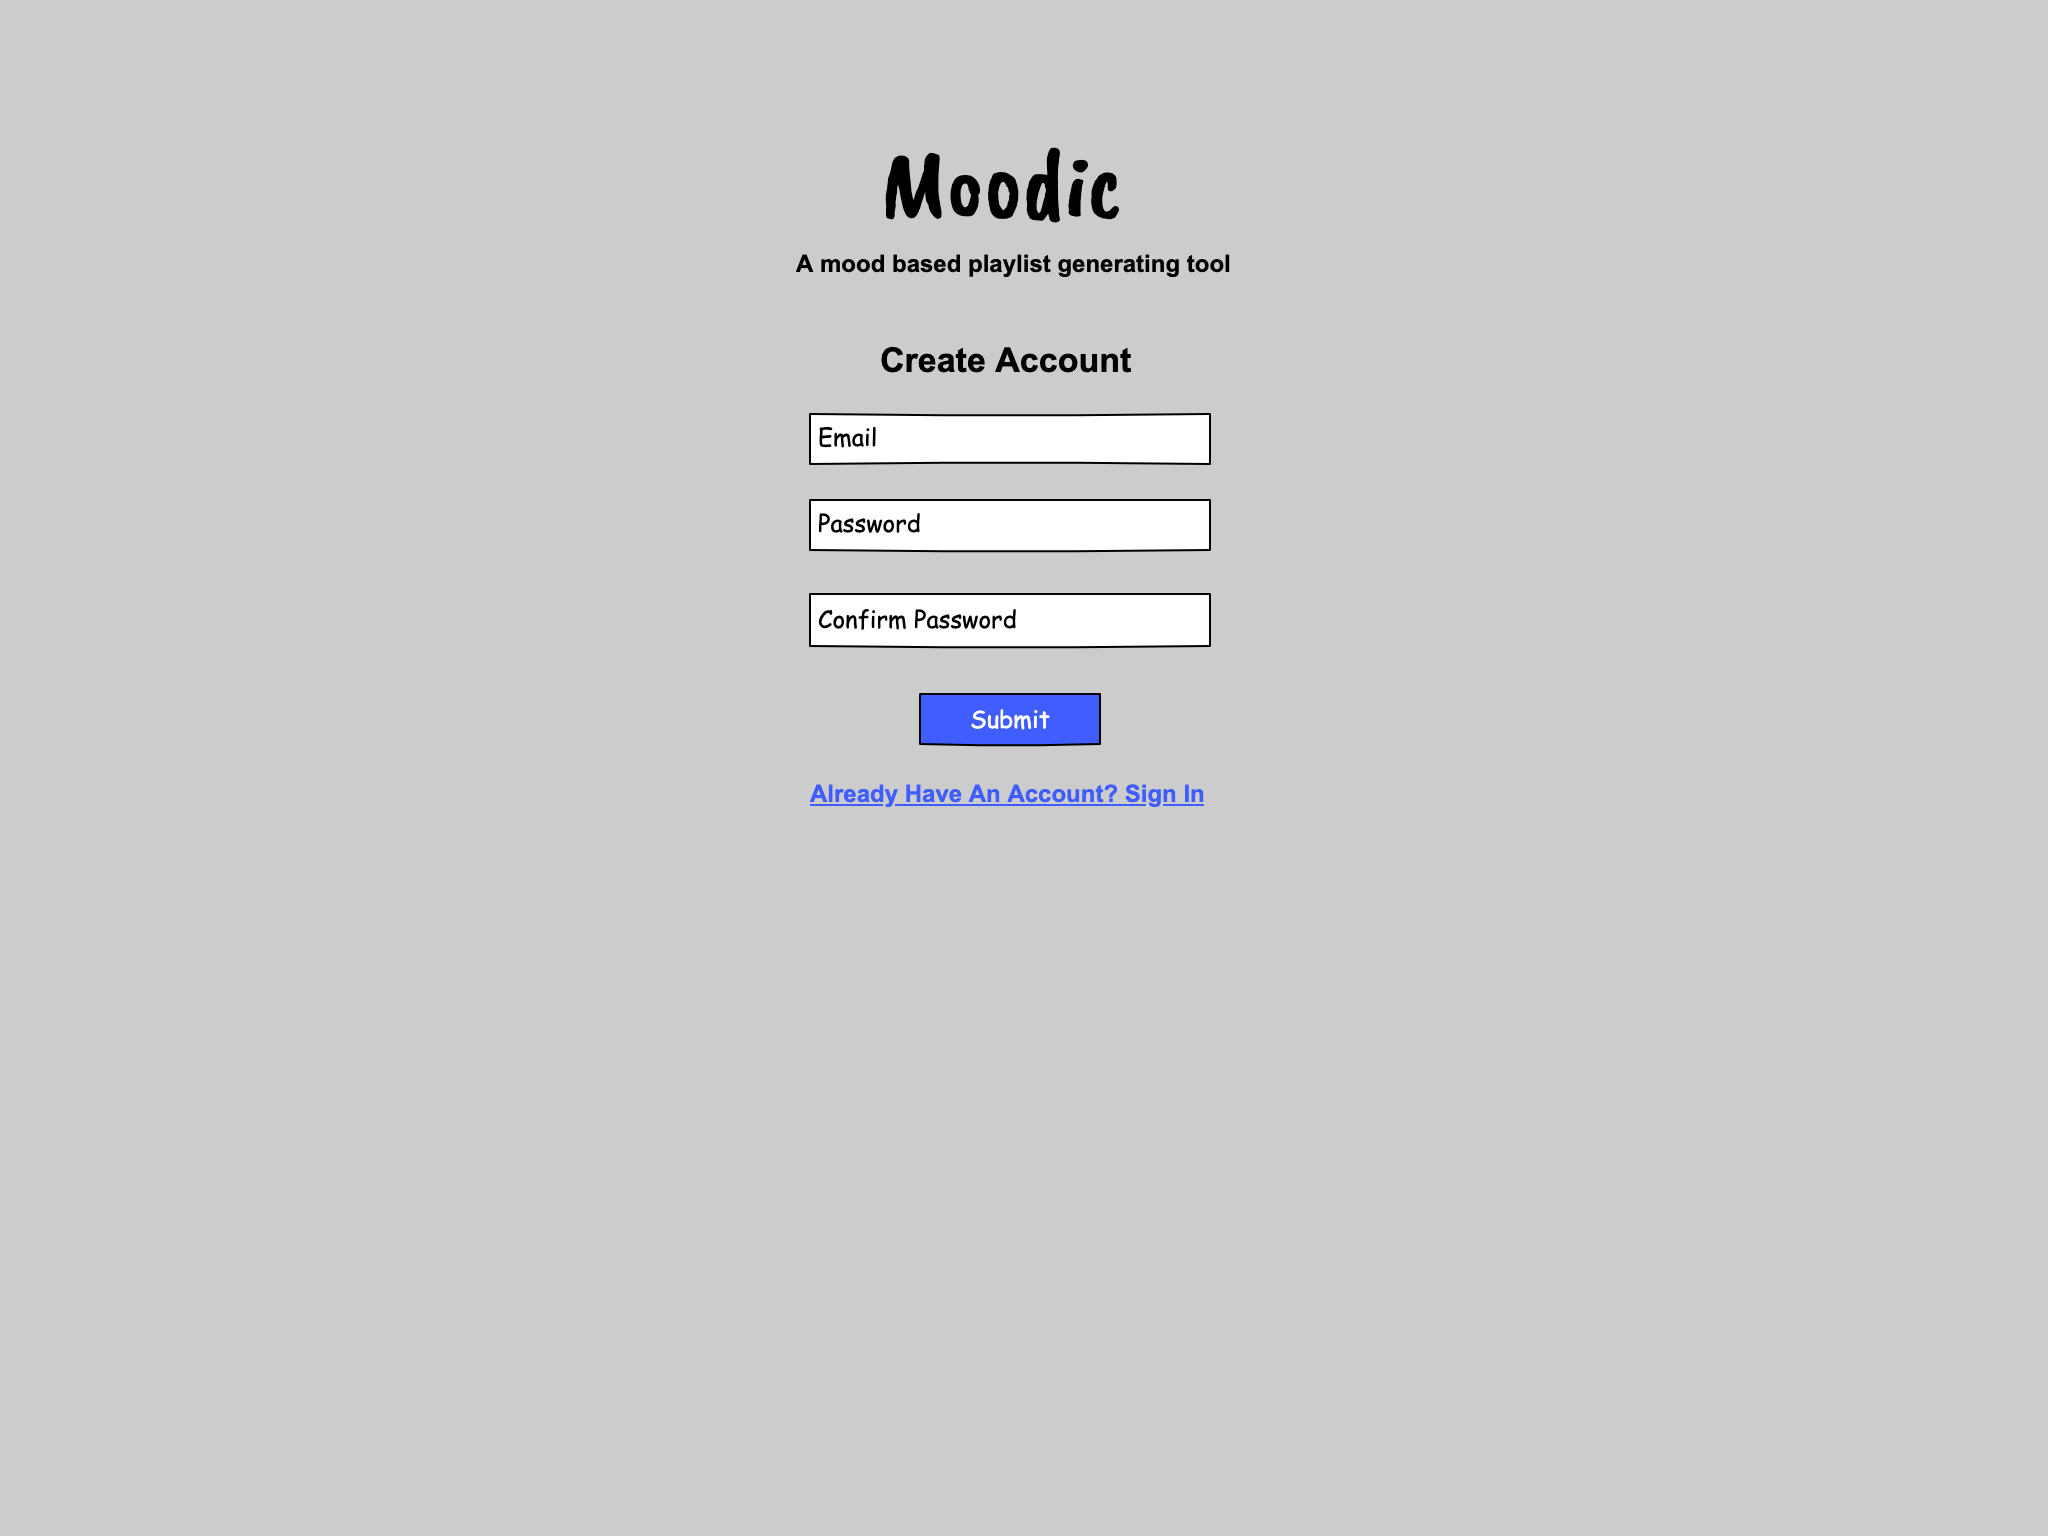 Moodic
A mood based playlist generating tool
Create Account
Email
Password
Confirm Password
Submit
Already Have An Account? Sign In